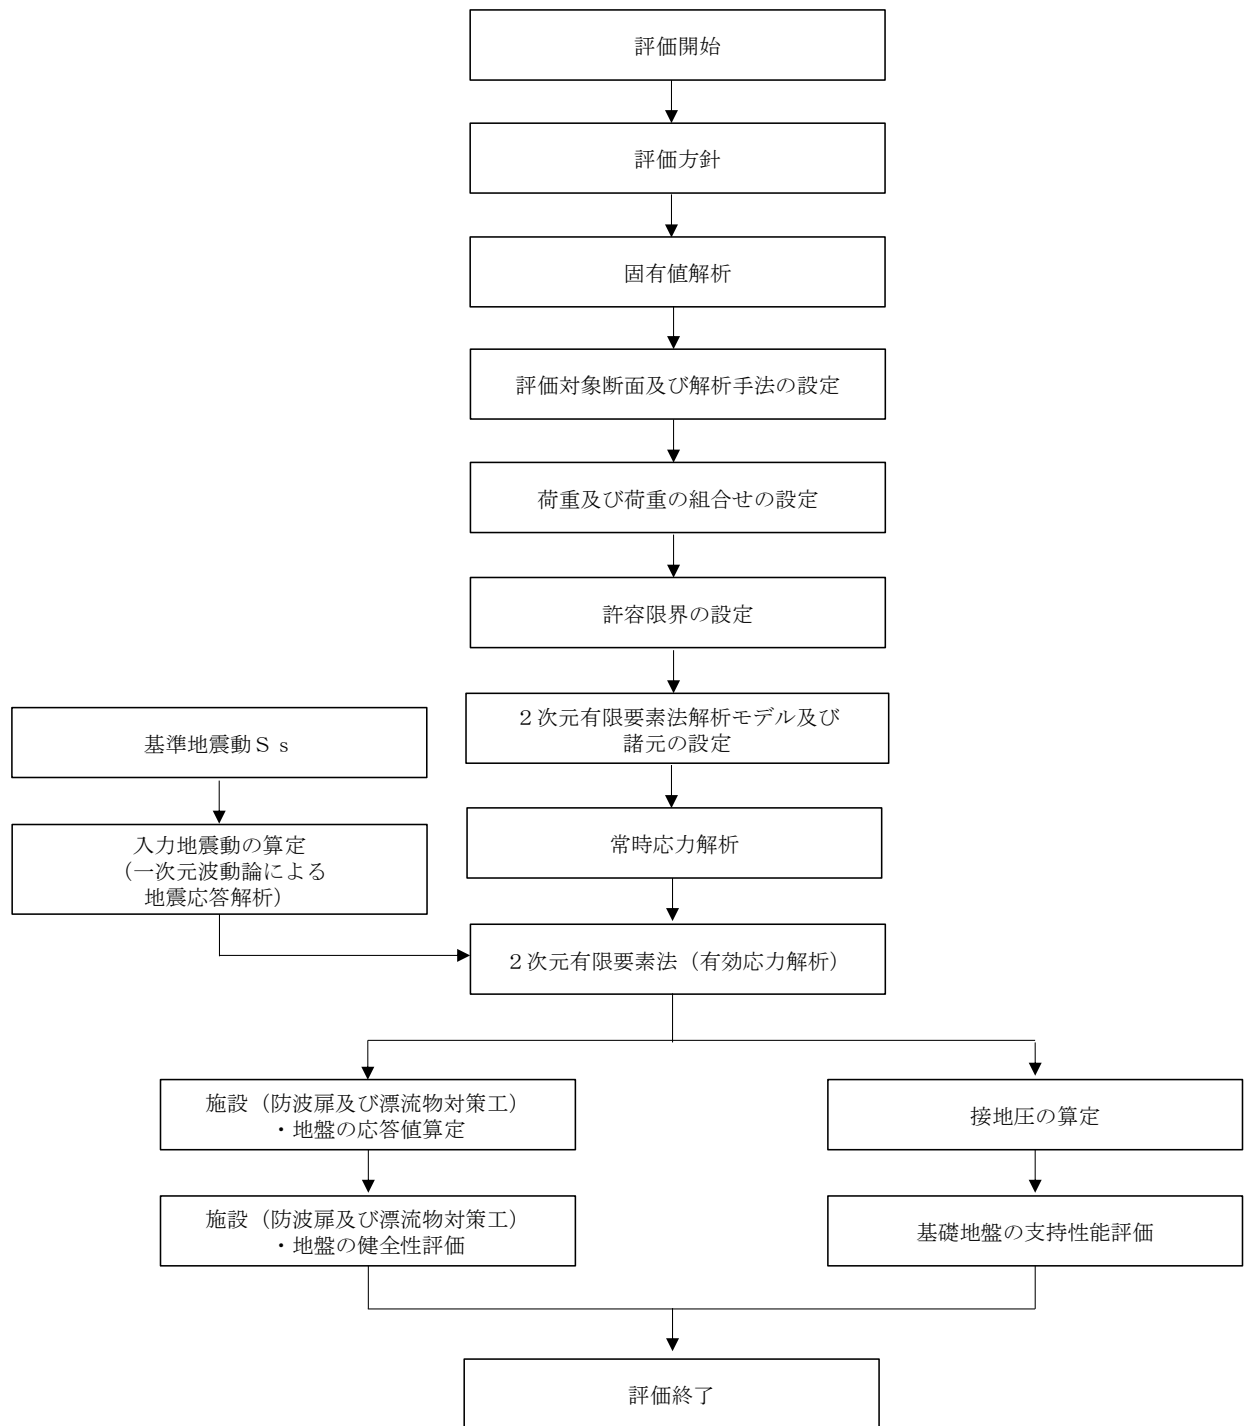 評価開始
評価方針
固有値解析
評価対象断面及び解析手法の設定
荷重及び荷重の組合せの設定
許容限界の設定
２次元有限要素法解析モデル及び
諸元の設定
基準地震動Ｓｓ
入力地震動の算定
（一次元波動論による
地震応答解析）
常時応力解析
２次元有限要素法（有効応力解析）
施設（防波扉及び漂流物対策工）
・地盤の応答値算定
接地圧の算定
施設（防波扉及び漂流物対策工）
・地盤の健全性評価
基礎地盤の支持性能評価
評価終了